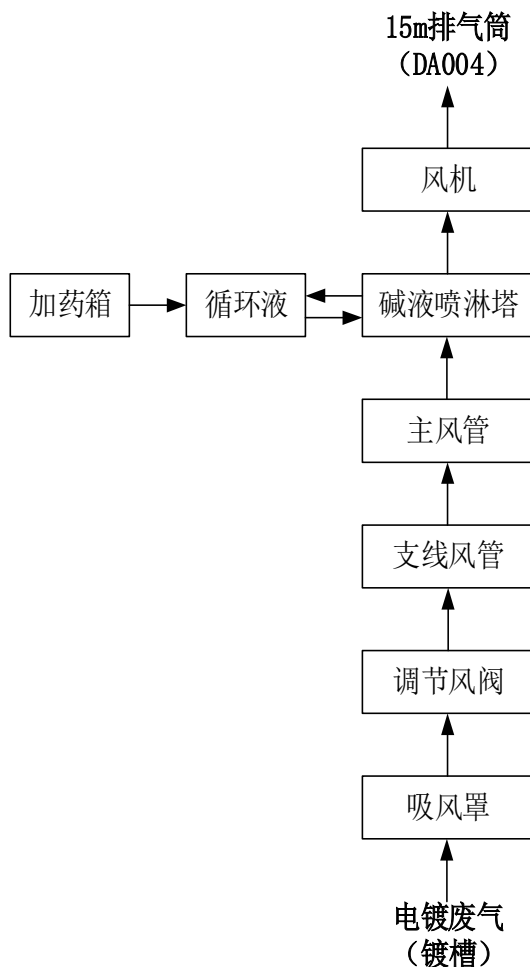 15m排气筒
（DA004）
风机
加药箱
循环液
碱液喷淋塔
主风管
支线风管
调节风阀
吸风罩
电镀废气
（镀槽）